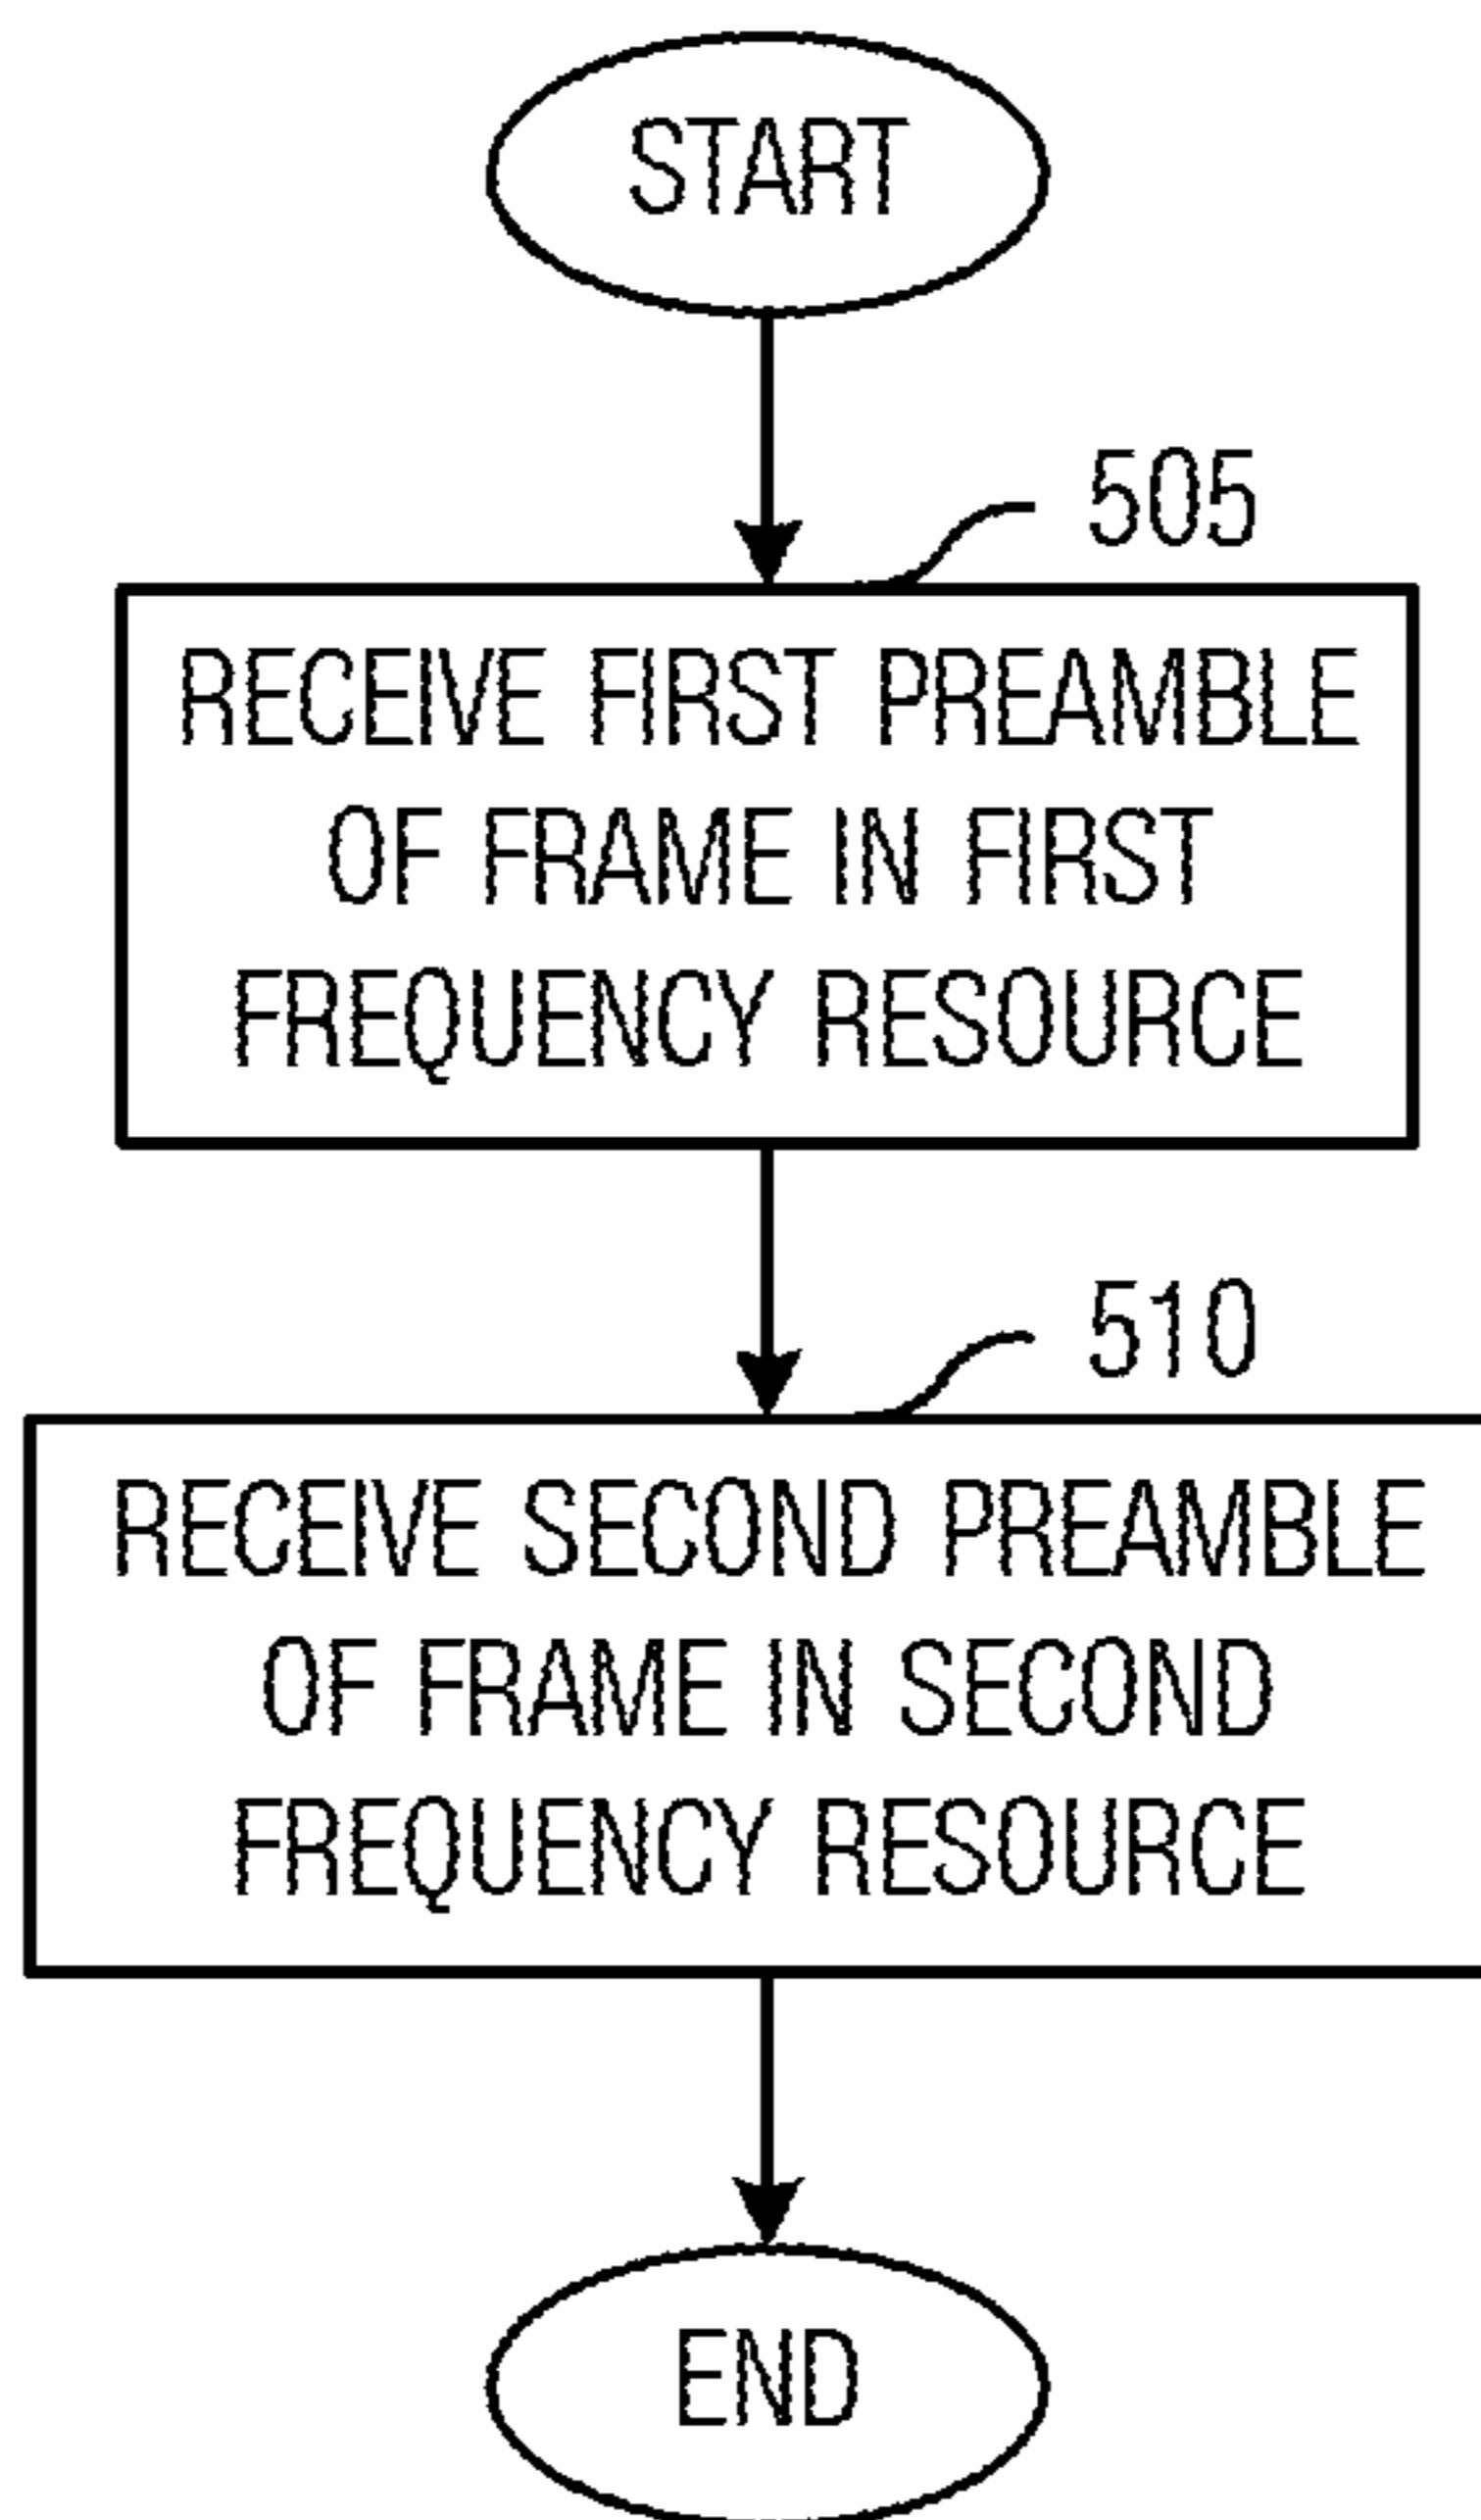 START
505
RECEIVE FIRST PREAMBLE
OF FRAME IN FIRST
FREQUENCY RESOURCE
510
RECEIVE SECOND PREAMBLE
OF FRAME IN SECOND
FREQUENCY RESOURCE
END